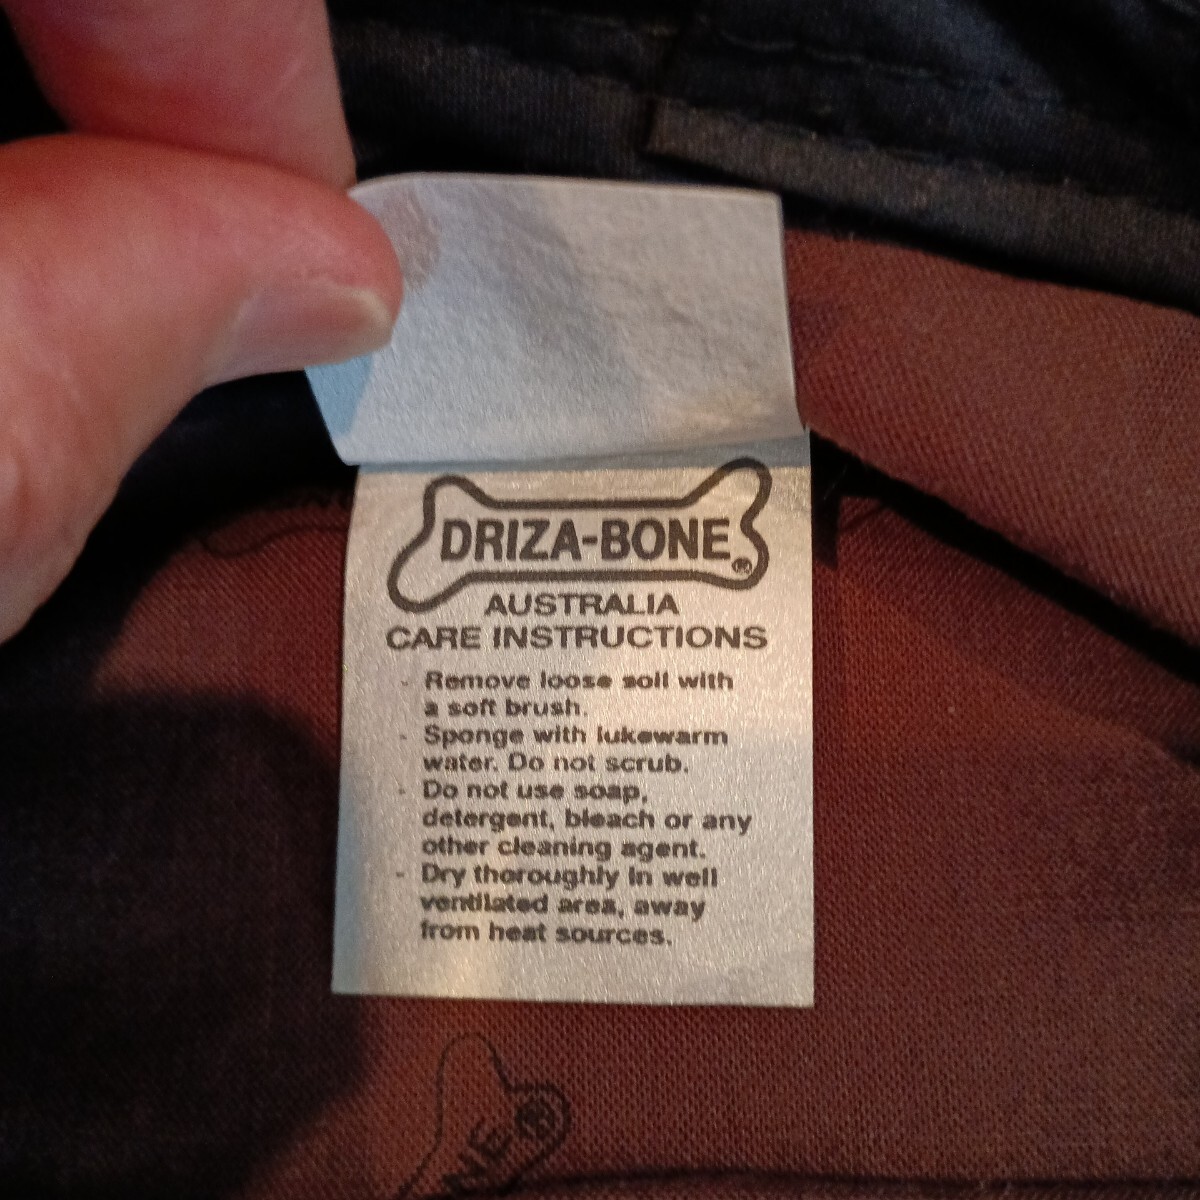 DRIZA-BONE®
AUSTRALIA
CARE INSTRUCTIONS
- Remove loose soil with
a soft brush.
- Sponge with lukewarm
water. Do not scrub.
- Do not use soap,
detergent, bleach or any
other cleaning agent.
- Dry thoroughly in well
ventilated area, away
from heat sources.
NE®